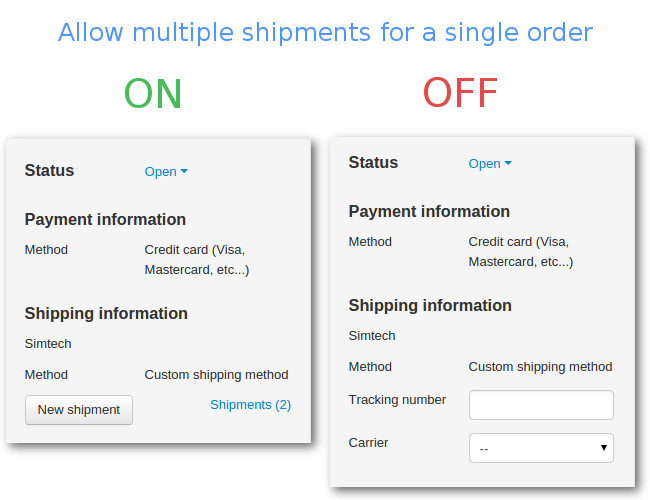 Allow multiple shipments for a single order
ON
Status Open
Payment information
Method Credit card (Visa,
Mastercard, etc...)
Shipping information
Simtech
Method Custom shipping method
New shipment Shipments (2)
OFF
Status Open
Payment information
Method Credit card (Visa,
Mastercard, etc...)
Shipping information
Simtech
Method Custom shipping method
Tracking number
Carrier --